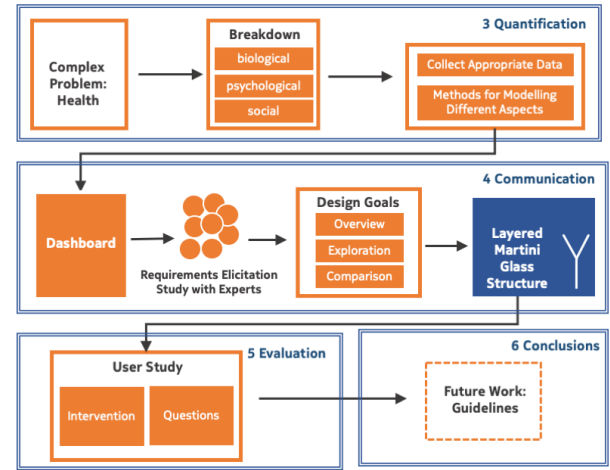 3 Quantification
Complex
Problem:
Health
Breakdown
biological
psychological
social
Collect Appropriate Data
Methods for Modelling
Different Aspects
4 Communication
Dashboard
Requirements Elicitation
Study with Experts
Design Goals
Overview
Exploration
Comparison
Layered
Martini
Glass
Structure
5 Evaluation
User Study
Intervention
Questions
6 Conclusions
Future Work:
Guidelines